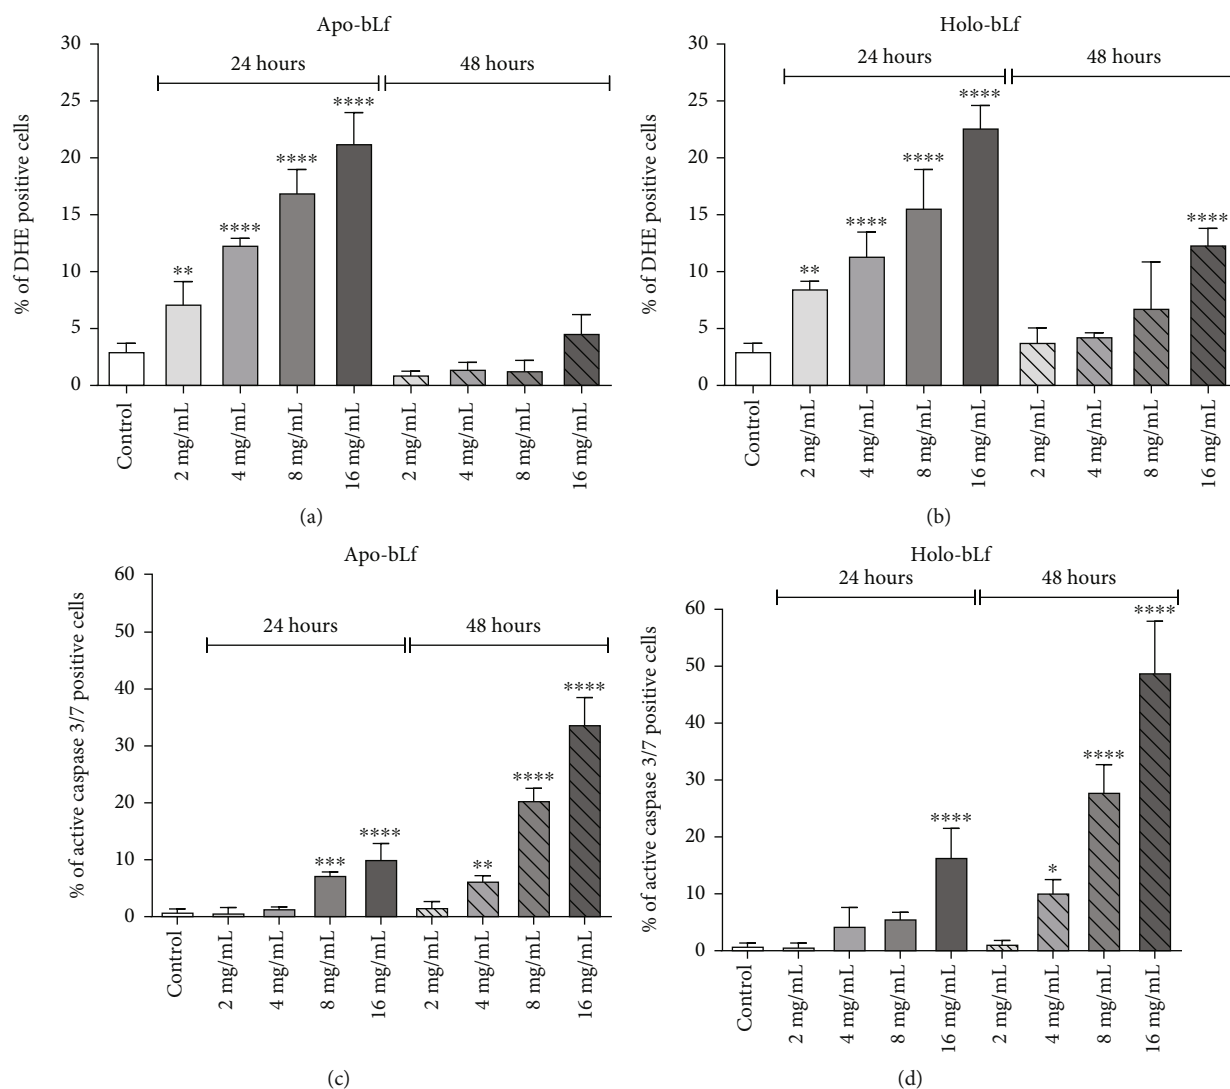 Apo-bLf
30
25
20
15
10
5
0
% of DHE positive cells
24 hours
48 hours
**
****
****
****
Control
2 mg/mL
4 mg/mL
8 mg/mL
16 mg/mL
2 mg/mL
4 mg/mL
8 mg/mL
16 mg/mL
(a)
Holo-bLf
30
25
20
15
10
5
0
% of DHE positive cells
24 hours
48 hours
**
****
****
****
****
Control
2 mg/mL
4 mg/mL
8 mg/mL
16 mg/mL
2 mg/mL
4 mg/mL
8 mg/mL
16 mg/mL
(b)
Apo-bLf
60
50
40
30
20
10
0
% of active caspase 3/7 positive cells
24 hours
48 hours
***
****
**
****
****
Control
2 mg/mL
4 mg/mL
8 mg/mL
16 mg/mL
2 mg/mL
4 mg/mL
8 mg/mL
16 mg/mL
(c)
Holo-bLf
60
50
40
30
20
10
0
% of active caspase 3/7 positive cells
24 hours
48 hours
****
*
****
****
Control
2 mg/mL
4 mg/mL
8 mg/mL
16 mg/mL
2 mg/mL
4 mg/mL
8 mg/mL
16 mg/mL
(d)